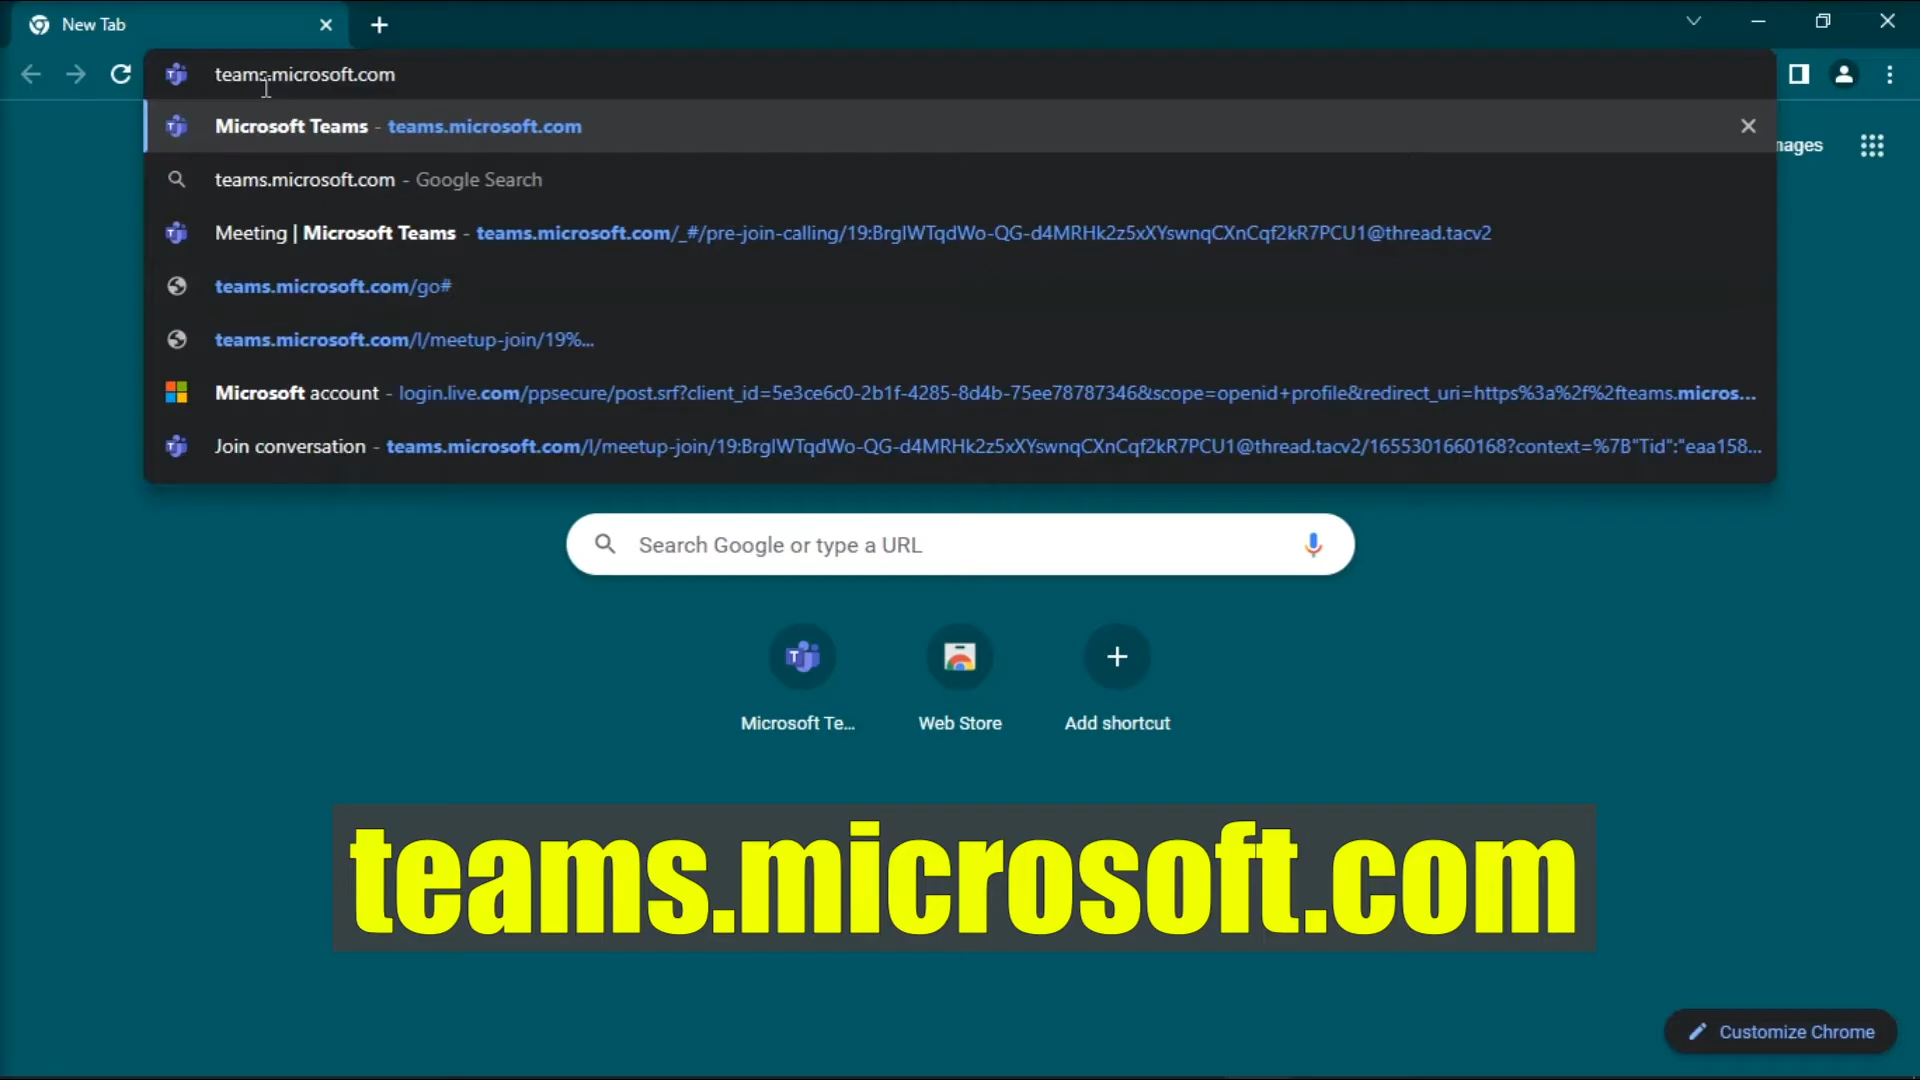 New Tab
teams.microsoft.com
Microsoft Teams - teams.microsoft.com
nages
teams.microsoft.com - Google Search
Meeting | Microsoft Teams - teams.microsoft.com/_#/pre-join-calling/19:BrglWTqdWo-QG-d4MRHk2z5xXYswnqCXnCqf2kR7PCU1@thread.tacv2
teams.microsoft.com/go#
teams.microsoft.com/l/meetup-join/19%...
Microsoft account - login.live.com/ppsecure/post.srf?client_id=5e3ce6c0-2b1f-4285-8d4b-75ee78787346&scope=openid+profile&redirect_uri=https%3a%2f%2fteams.micros...
Join conversation - teams.microsoft.com/l/meetup-join/19:BrglWTqdWo-QG-d4MRHk2z5xXYswnqCXnCqf2kR7PCU1@thread.tacv2/1655301660168?context=%7B"Tid":"eaa158...
Search Google or type a URL
Microsoft Te...
Web Store
Add shortcut
teams.microsoft.com
Customize Chrome